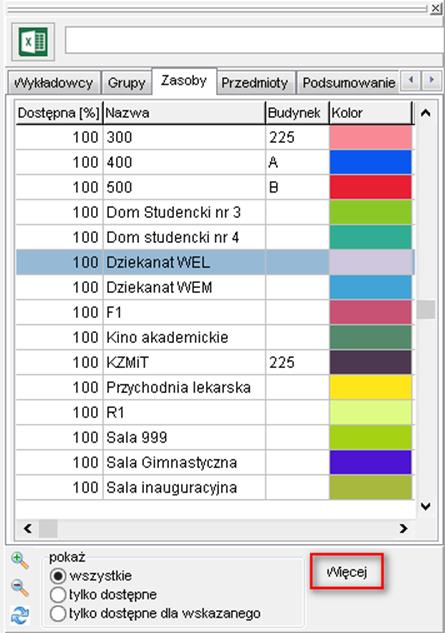 Wykładowcy Grupy Zasoby Przedmioty Podsumowanie
Dostępna [%] Nazwa Budynek Kolor
100 300 225
100 400 A
100 500 B
100 Dom Studencki nr 3
100 Dom studencki nr 4
100 Dziekanat WEL
100 Dziekanat WEM
100 F1
100 Kino akademickie
100 KZMiT 225
100 Przychodnia lekarska
100 R1
100 Sala 999
100 Sala Gimnastyczna
100 Sala inauguracyjna
pokaż
wszystkie
tylko dostępne
tylko dostępne dla wskazanego
Więcej